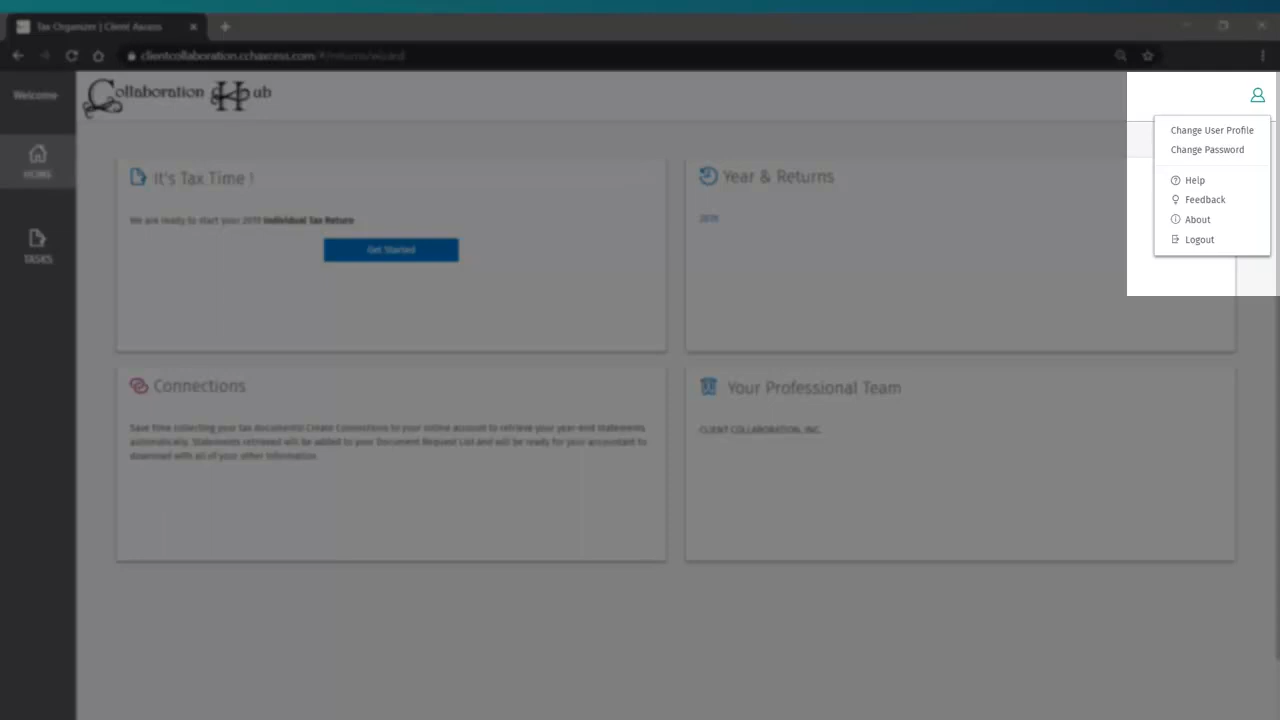 Tax Organizer | Client Axcess
clientcollaboration.cchaxcess.com/#/returns/wizard
Welcome
Collaboration Hub
HOME
TASKS
It's Tax Time !
We are ready to start your 2019 Individual Tax Return
Get Started
Year & Returns
2019
Connections
Save time collecting your tax documents! Create Connections to your online account to retrieve your year-end statements
automatically. Statements retrieved will be added to your Document Request List and will be ready for your accountant to
download with all of your other information.
Your Professional Team
CLIENT COLLABORATION, INC.
Change User Profile
Change Password
Help
Feedback
About
Logout